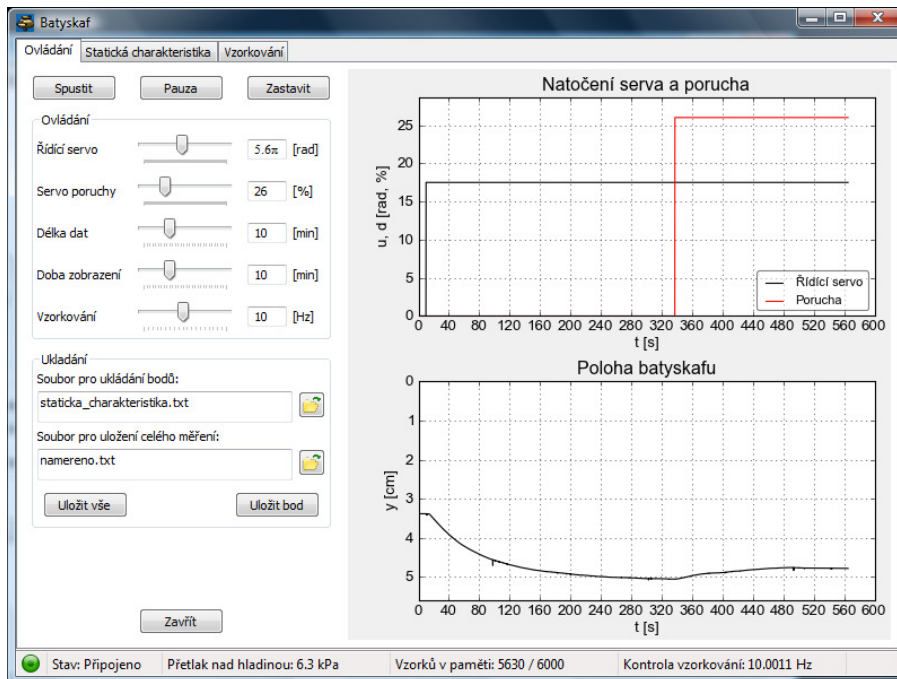 Batyskaf
Ovládání Statická charakteristika Vzorkování
Spustit Pauza Zastavit
Ovládání
Řídící servo 5.6π [rad]
Servo poruchy 26 [%]
Délka dat 10 [min]
Doba zobrazení 10 [min]
Vzorkování 10 [Hz]
Ukladání
Soubor pro ukládání bodů:
staticka_charakteristika.txt
Soubor pro uložení celého měření:
namereno.txt
Uložit vše Uložit bod
Zavřít
Natočení serva a porucha
u, d [rad, %]
25
20
15
10
5
0
Řídící servo
Porucha
0 40 80 120 160 200 240 280 320 360 400 440 480 520 560 600
t [s]
Poloha batyskafu
y [cm]
0
1
2
3
4
5
0 40 80 120 160 200 240 280 320 360 400 440 480 520 560 600
t [s]
Stav: Připojeno Přetlak nad hladinou: 6.3 kPa Vzorků v paměti: 5630 / 6000 Kontrola vzorkování: 10.0011 Hz